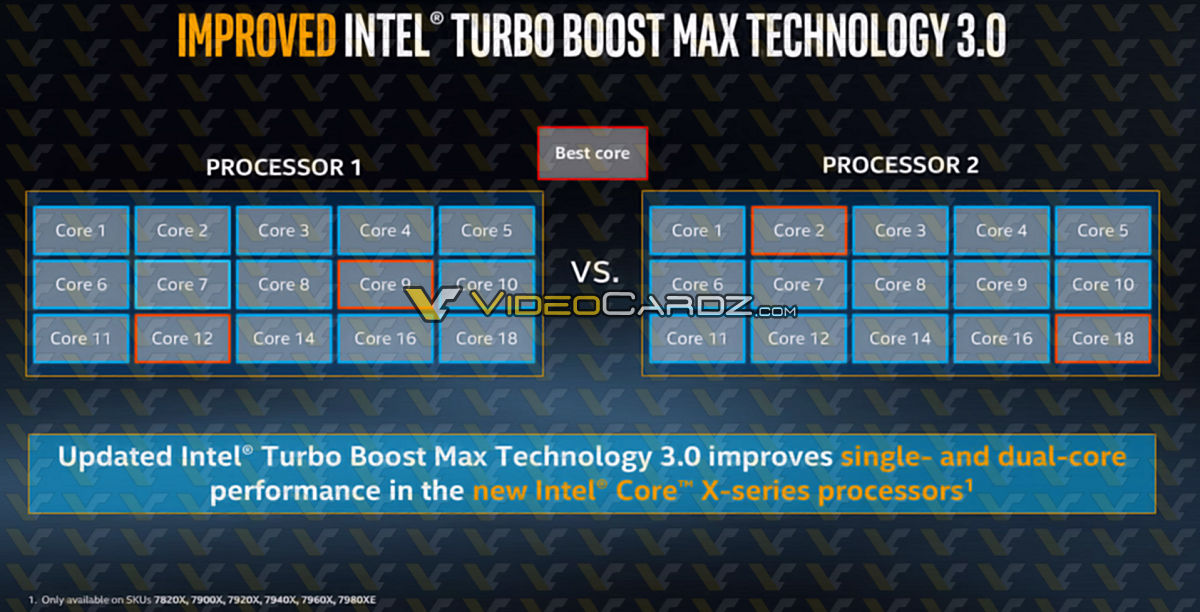 IMPROVED INTEL® TURBO BOOST MAX TECHNOLOGY 3.0
Best core
PROCESSOR 1
Core 1 Core 2 Core 3 Core 4 Core 5
Core 6 Core 7 Core 8 Core 9 Core 10
Core 11 Core 12 Core 14 Core 16 Core 18
VS.
PROCESSOR 2
Core 1 Core 2 Core 3 Core 4 Core 5
Core 6 Core 7 Core 8 Core 9 Core 10
Core 11 Core 12 Core 14 Core 16 Core 18
VIDEOCARDZ.COM
Updated Intel® Turbo Boost Max Technology 3.0 improves single- and dual-core
performance in the new Intel® Core™ X-series processors¹
1. Only available on SKUs 7820X, 7900X, 7920X, 7940X, 7960X, 7980XE